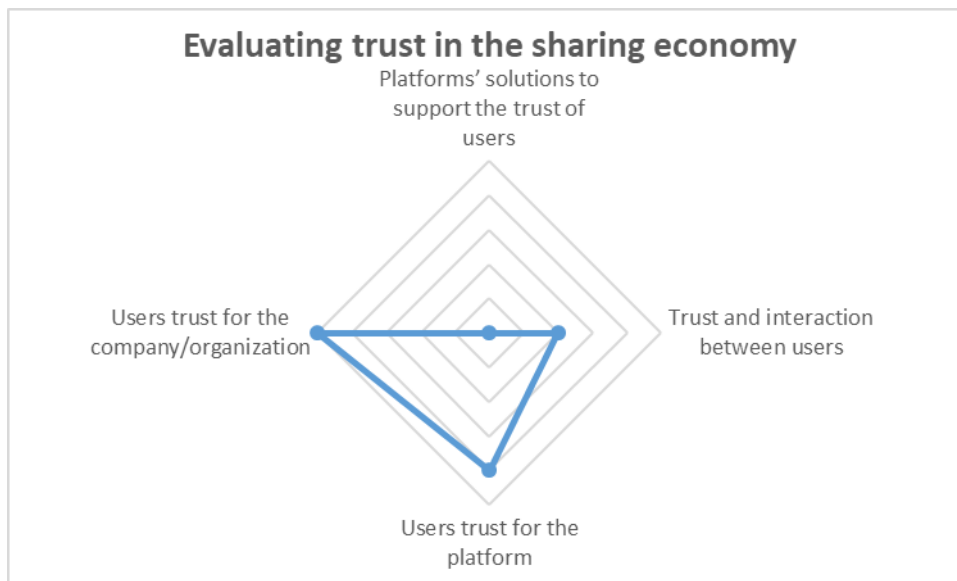 Evaluating trust in the sharing economy
Platforms’ solutions to
support the trust of
users
Users trust for the
company/organization
Trust and interaction
between users
Users trust for the
platform